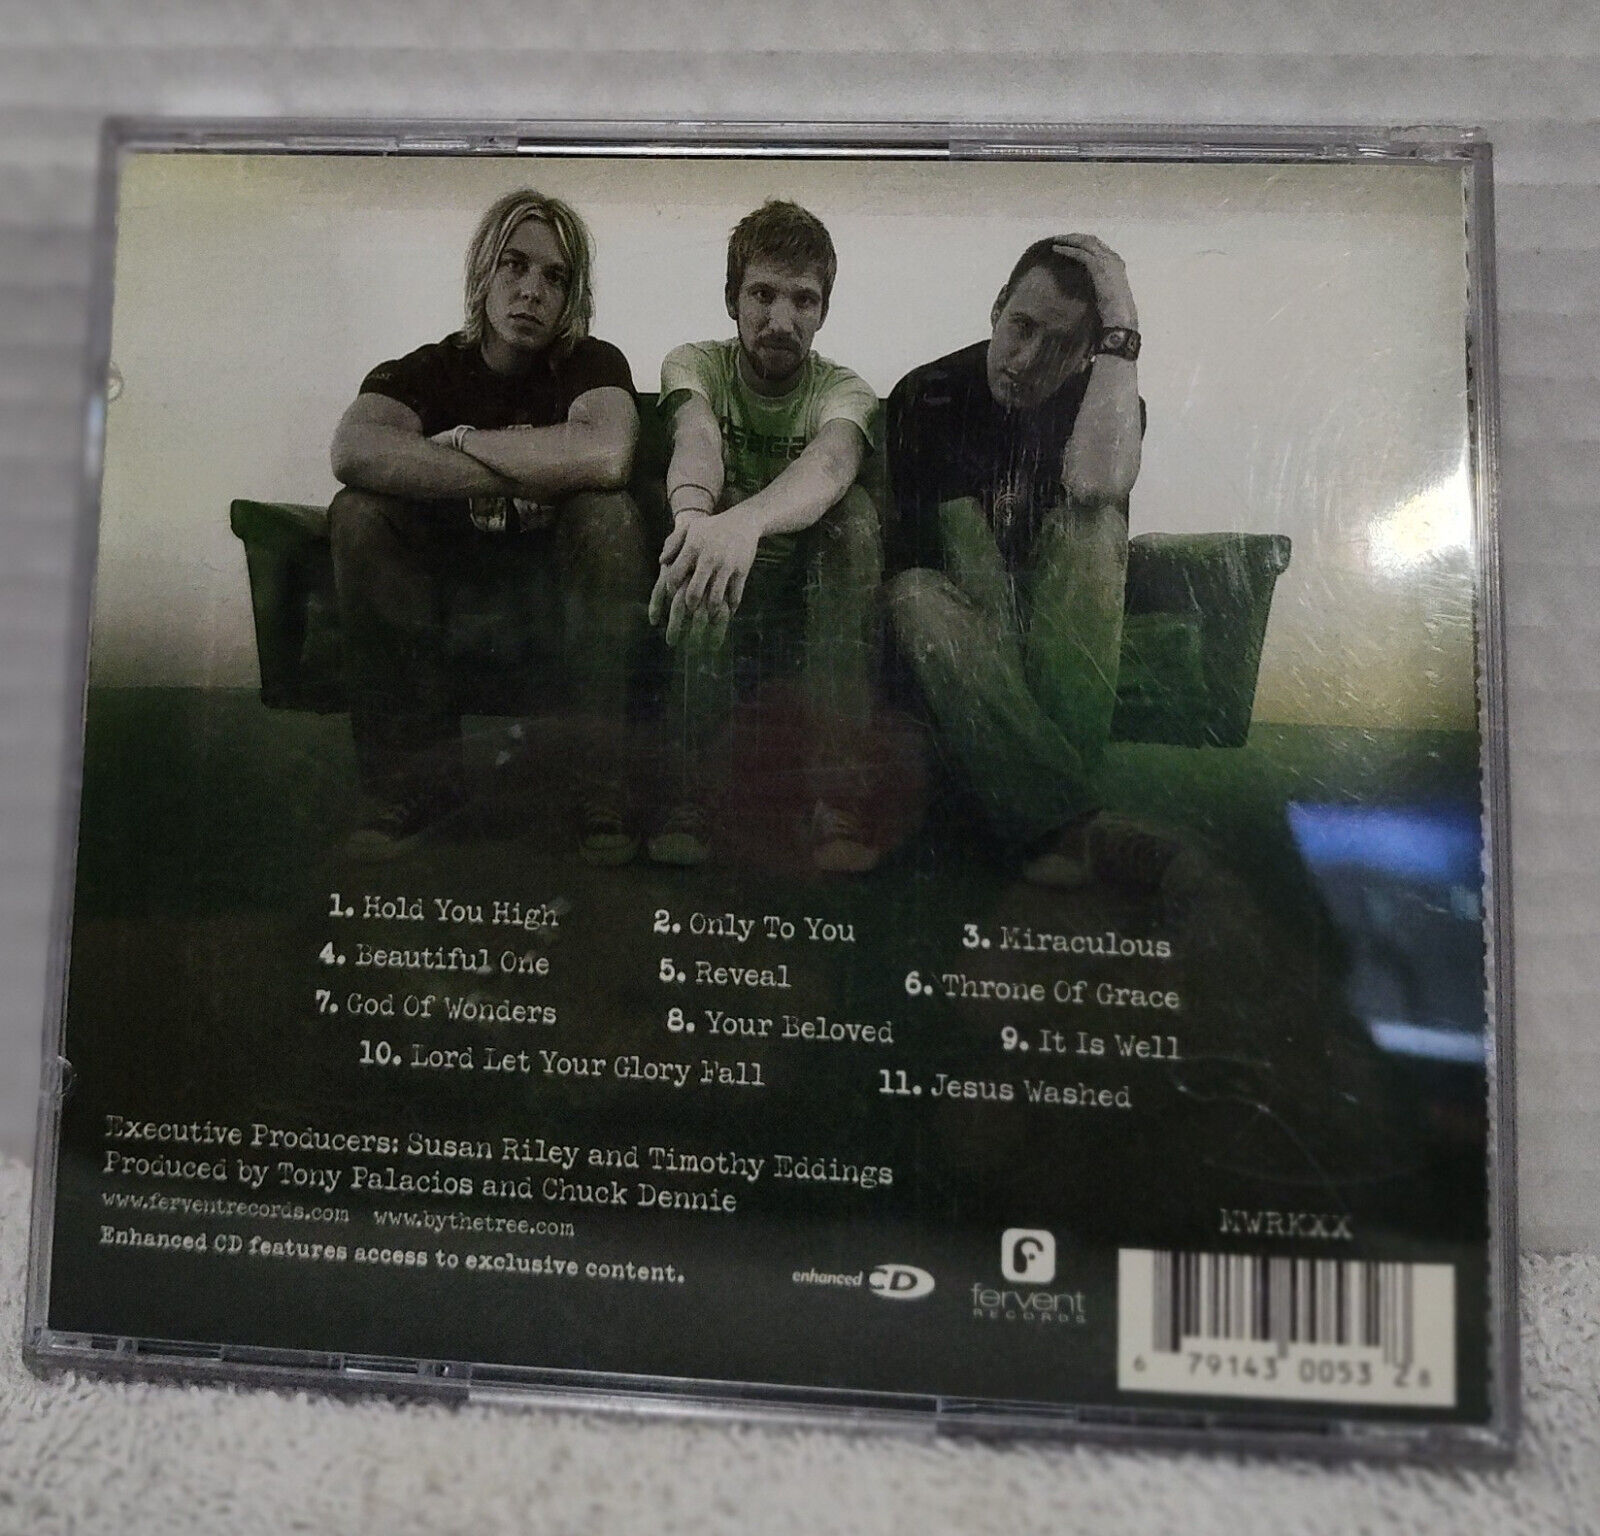 1. Hold You High 2. Only To You 3. Miraculous
4. Beautiful One 5. Reveal 6. Throne Of Grace
7. God Of Wonders 8. Your Beloved 9. It Is Well
10. Lord Let Your Glory Fall 11. Jesus Washed
Executive Producers: Susan Riley and Timothy Eddings
Produced by Tony Palacios and Chuck Dennie
www.ferventrecords.com www.bythetree.com
Enhanced CD features access to exclusive content.
enhanced CD
fervent
RECORDS
MWRKXX
6 79143 00532 8